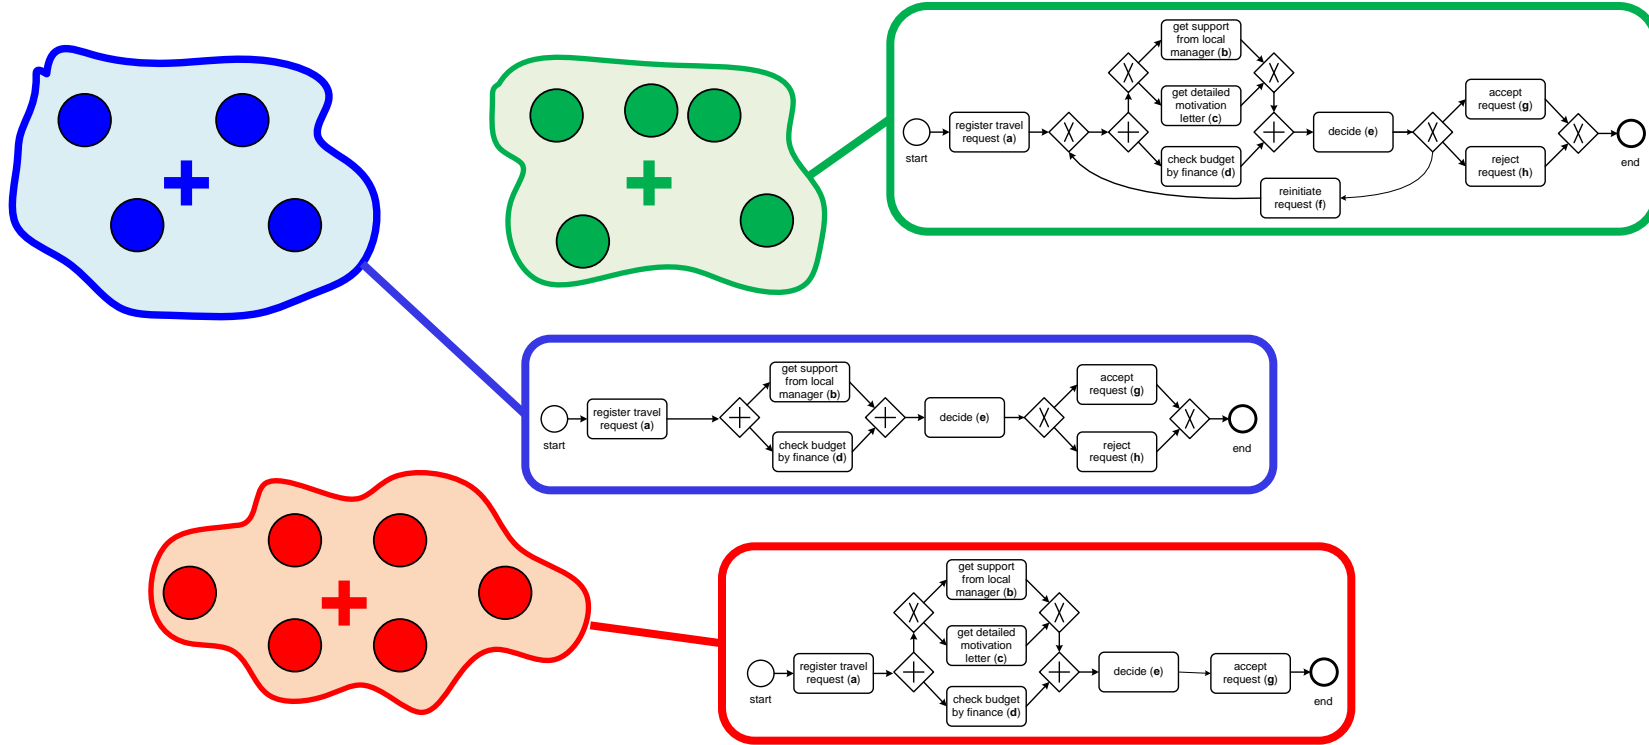 get support
from local
manager (b)
get detailed
motivation
letter (c)
register travel
request (a)
check budget
by finance (d)
decide (e)
accept
request (g)
reject
request (h)
reinitiate
request (f)
start
end
get support
from local
manager (b)
register travel
request (a)
check budget
by finance (d)
decide (e)
accept
request (g)
reject
request (h)
start
end
get support
from local
manager (b)
get detailed
motivation
letter (c)
register travel
request (a)
check budget
by finance (d)
decide (e)
accept
request (g)
start
end